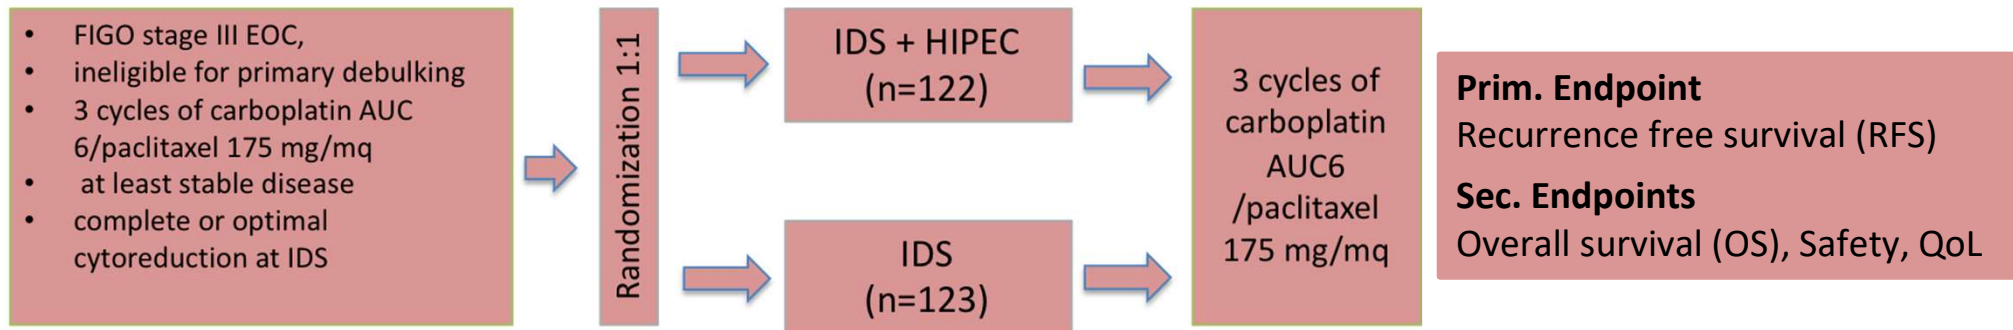 • FIGO stage III EOC,
• ineligible for primary debulking
• 3 cycles of carboplatin AUC
6/paclitaxel 175 mg/mq
• at least stable disease
• complete or optimal
cytoreduction at IDS
Randomization 1:1
IDS + HIPEC
(n=122)
IDS
(n=123)
3 cycles of
carboplatin
AUC6
/paclitaxel
175 mg/mq
Prim. Endpoint
Recurrence free survival (RFS)
Sec. Endpoints
Overall survival (OS), Safety, QoL